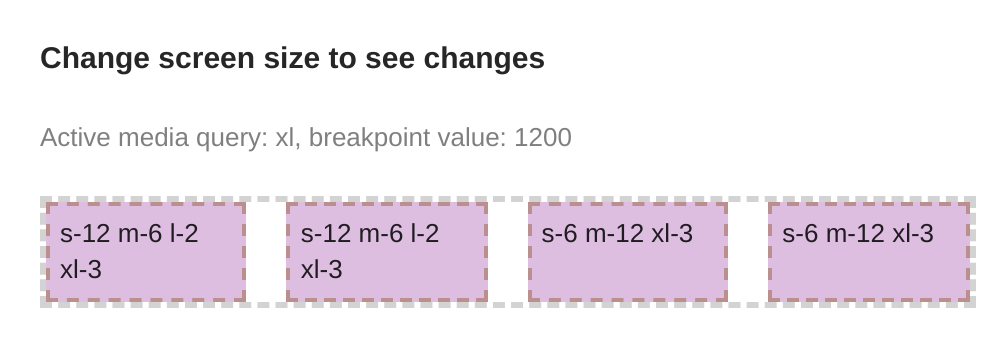 Change screen size to see changes
Active media query: xl, breakpoint value: 1200
s-12 m-6 l-2
xl-3
s-12 m-6 l-2
xl-3
s-6 m-12 xl-3
s-6 m-12 xl-3